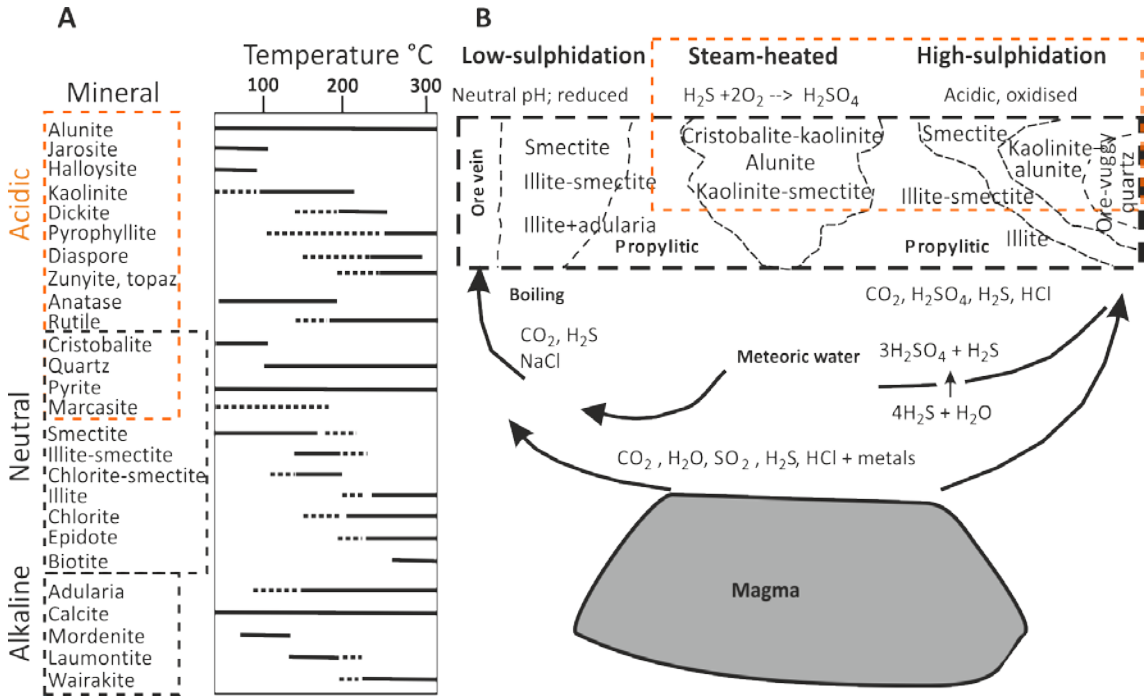 A
Temperature °C
100
200
300
Mineral
Acidic
Alunite
Jarosite
Halloysite
Kaolinite
Dickite
Pyrophyllite
Diaspore
Zunyite, topaz
Anatase
Rutile
Neutral
Cristobalite
Quartz
Pyrite
Marcasite
Smectite
Illite-smectite
Chlorite-smectite
Illite
Chlorite
Epidote
Biotite
Alkaline
Adularia
Calcite
Mordenite
Laumontite
Wairakite
B
Low-sulphidation
Steam-heated
High-sulphidation
Neutral pH; reduced
H₂S +2O₂ --> H₂SO₄
Acidic, oxidised
Ore vein
Smectite
Illite-smectite
Illite+adularia
Propylitic
Cristobalite-kaolinite
Alunite
Kaolinite-smectite
Smectite
Illite-smectite
Propylitic
Illite
Kaolinite–
alunite
Ore-vuggy
quartz
Boiling
CO₂, H₂S
NaCl
Meteoric water
CO₂, H₂SO₄, H₂S, HCl
3H₂SO₄ + H₂S
4H₂S + H₂O
CO₂ , H₂O, SO₂ , H₂S, HCl + metals
Magma